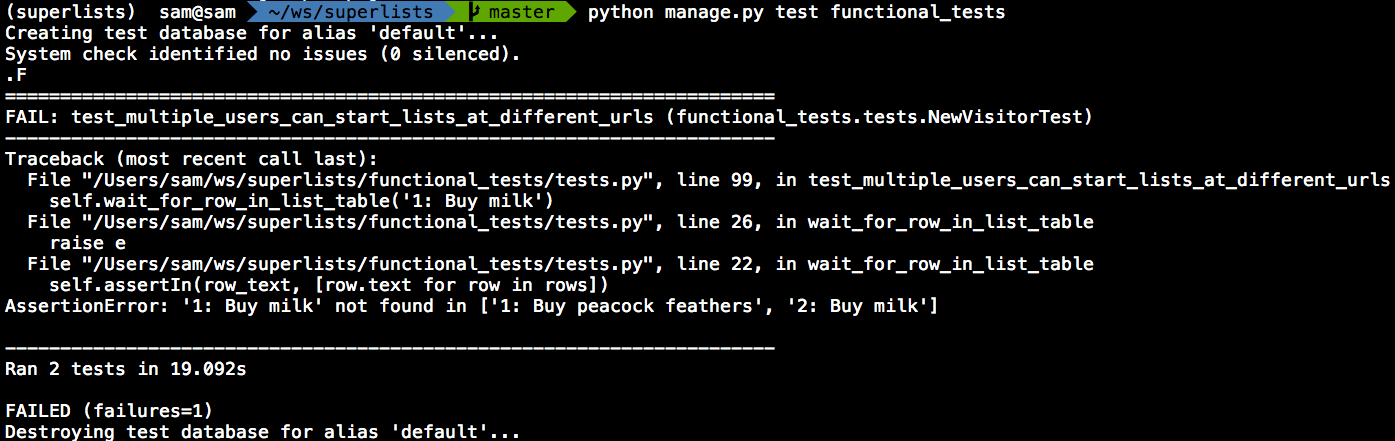 (superlists)  sam@sam  ~/ws/superlists  master  python manage.py test functional_tests
Creating test database for alias 'default'...
System check identified no issues (0 silenced).
.F
======================================================================
FAIL: test_multiple_users_can_start_lists_at_different_urls (functional_tests.tests.NewVisitorTest)
----------------------------------------------------------------------
Traceback (most recent call last):
  File "/Users/sam/ws/superlists/functional_tests/tests.py", line 99, in test_multiple_users_can_start_lists_at_different_urls
    self.wait_for_row_in_list_table('1: Buy milk')
  File "/Users/sam/ws/superlists/functional_tests/tests.py", line 26, in wait_for_row_in_list_table
    raise e
  File "/Users/sam/ws/superlists/functional_tests/tests.py", line 22, in wait_for_row_in_list_table
    self.assertIn(row_text, [row.text for row in rows])
AssertionError: '1: Buy milk' not found in ['1: Buy peacock feathers', '2: Buy milk']

----------------------------------------------------------------------
Ran 2 tests in 19.092s

FAILED (failures=1)
Destroying test database for alias 'default'...